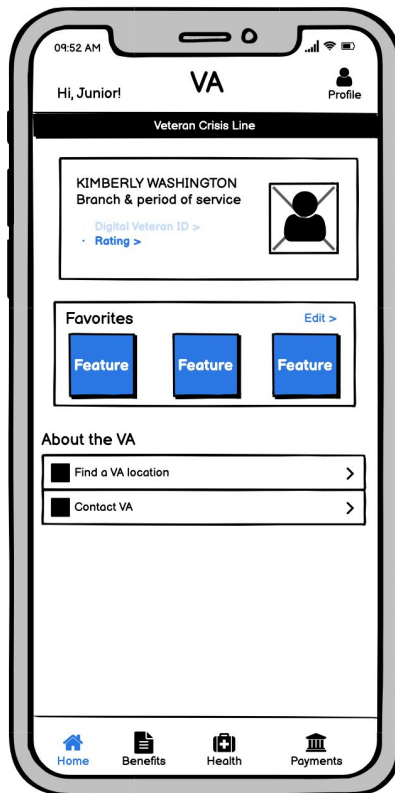 09:52 AM
Hi, Junior!
VA
Profile
Veteran Crisis Line
KIMBERLY WASHINGTON
Branch & period of service
· Digital Veteran ID >
· Rating >
Favorites
Edit >
Feature
Feature
Feature
About the VA
Find a VA location
Contact VA
Home
Benefits
Health
Payments